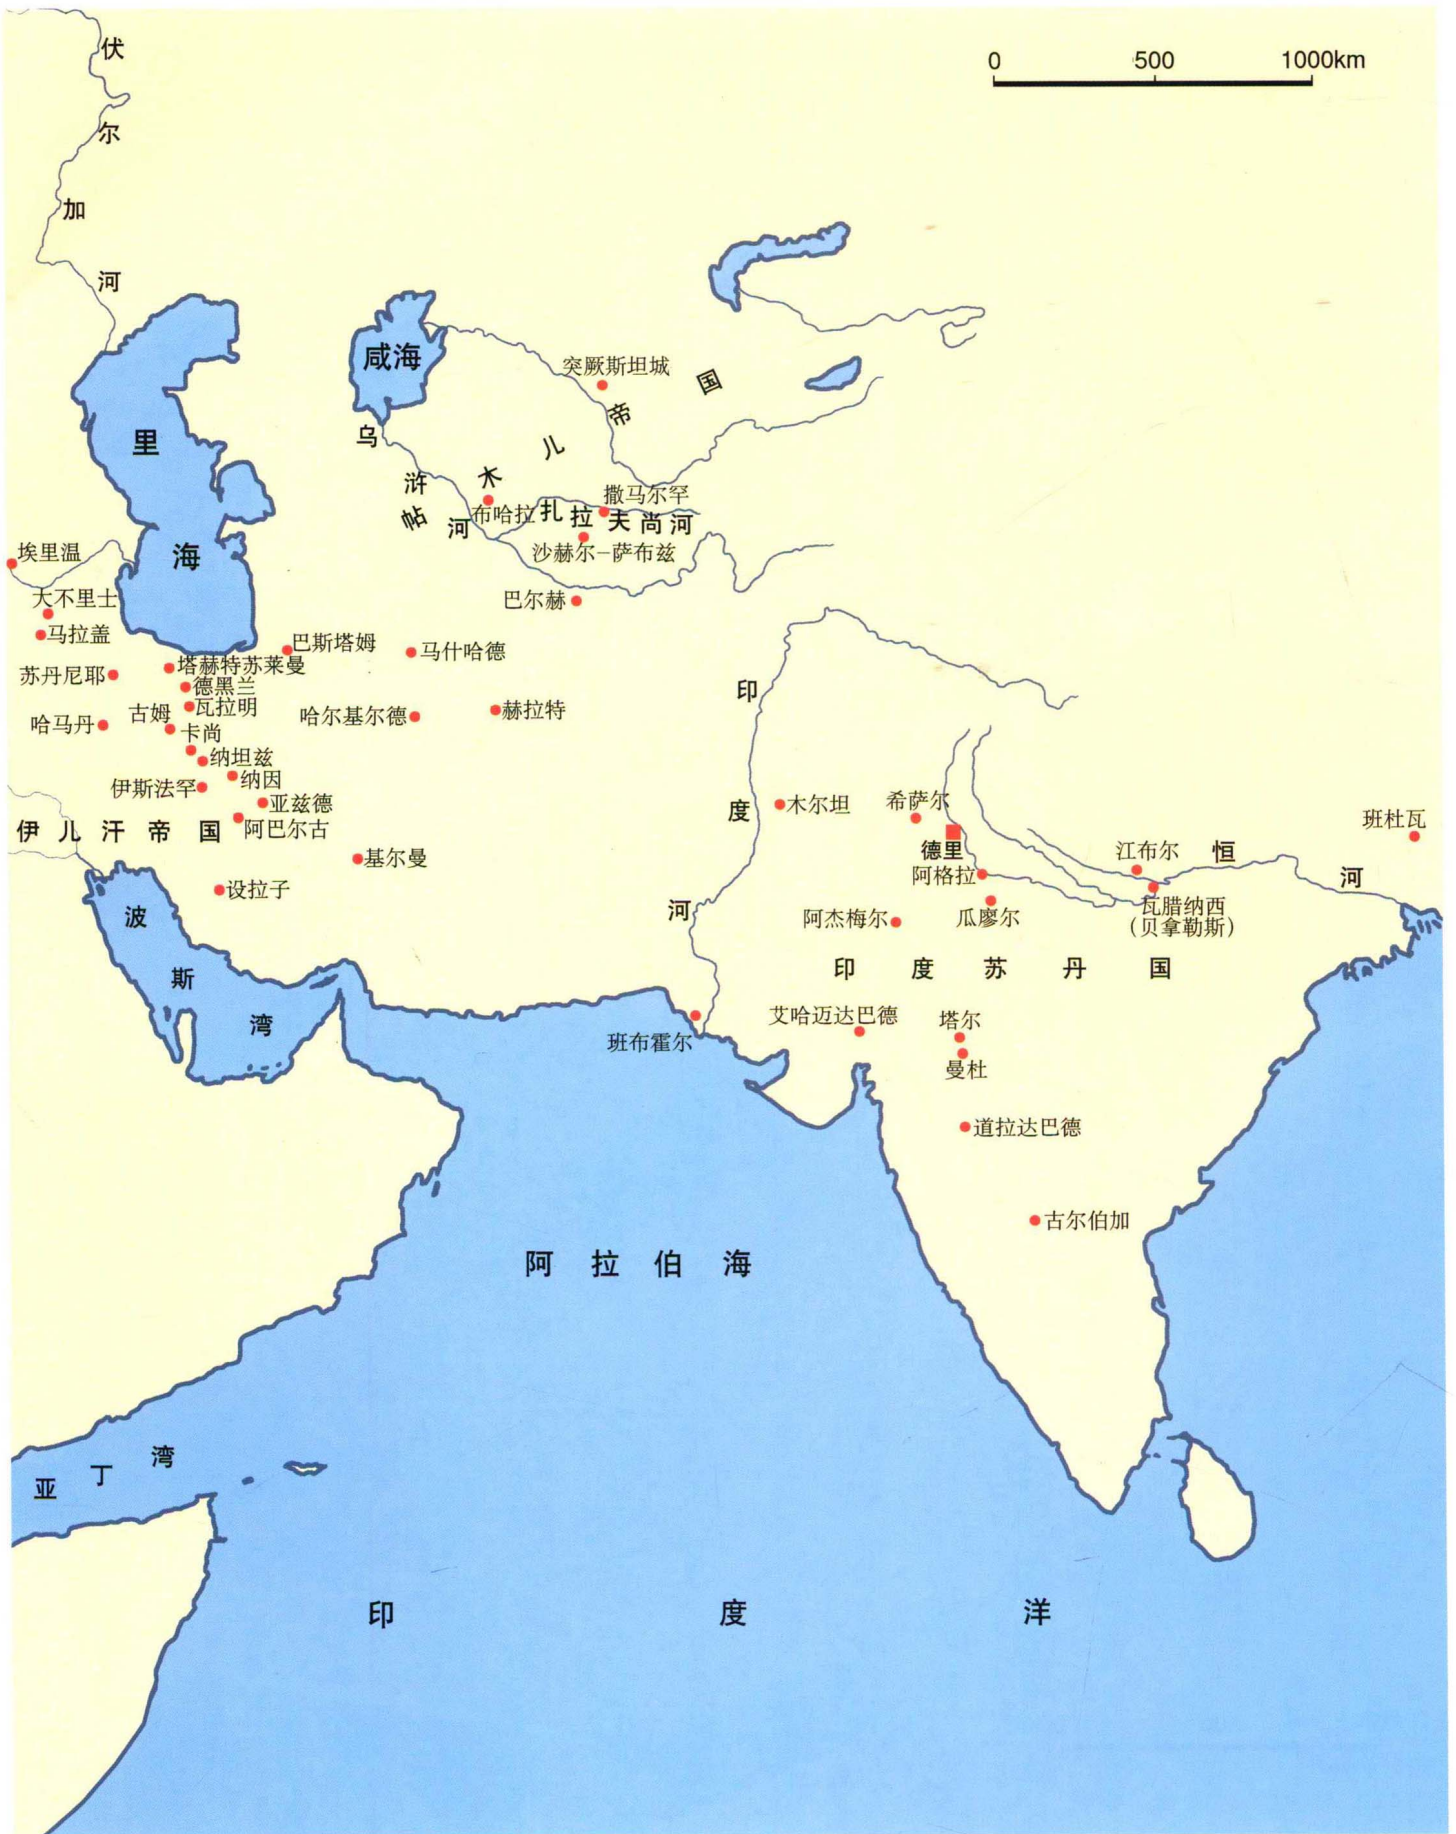 0 500 1000km
伏尔加河
咸海
里海
突厥斯坦城
帖木儿帝国
乌浒河
布哈拉
撒马尔罕
扎拉夫尚河
沙赫尔-萨布兹
巴尔赫
埃里温
大不里士
马拉盖
苏丹尼耶
哈马丹
巴斯塔姆
塔赫特苏莱曼
德黑兰
瓦拉明
古姆
卡尚
纳坦兹
纳因
伊斯法罕
亚兹德
阿巴尔古
马什哈德
哈尔基尔德
赫拉特
伊儿汗帝国
基尔曼
设拉子
波斯湾
印度河
木尔坦
希萨尔
德里
阿格拉
阿杰梅尔
瓜廖尔
江布尔
恒河
瓦腊纳西
(贝拿勒斯)
班杜瓦
印度苏丹国
班布霍尔
艾哈迈达巴德
塔尔
曼杜
道拉达巴德
古尔伯加
阿拉伯海
亚丁湾
印度洋